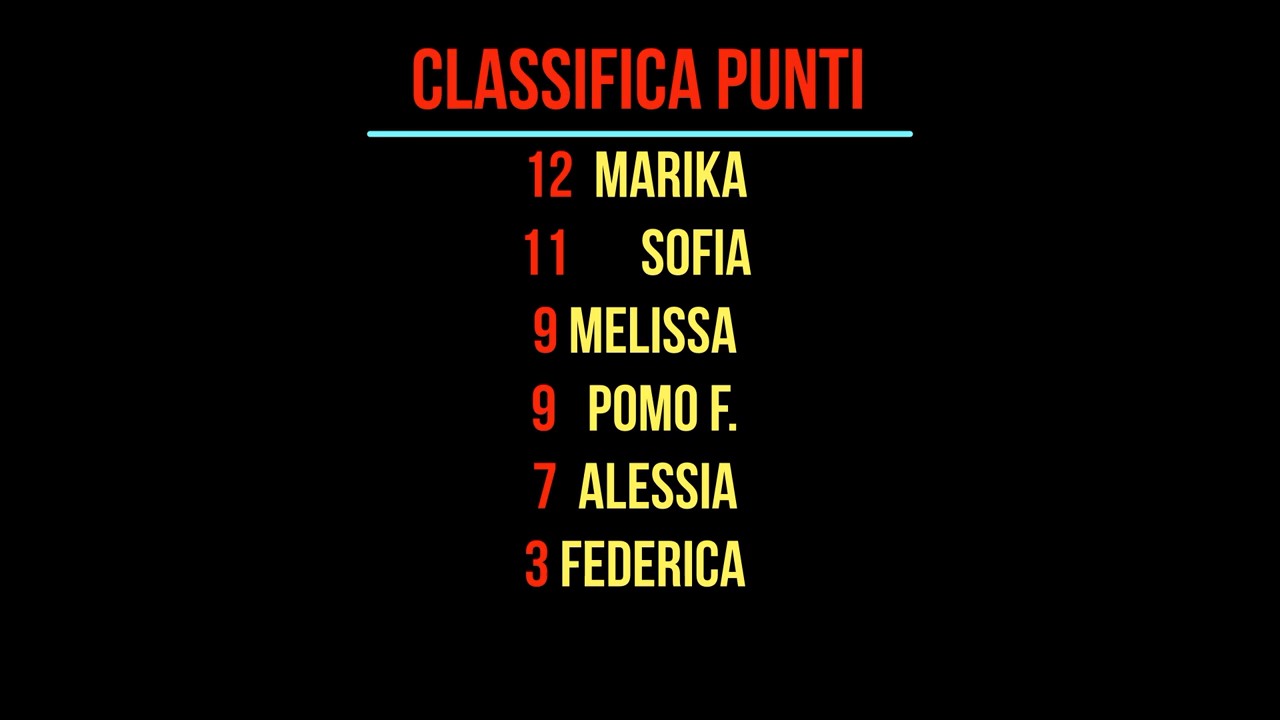 CLASSIFICA PUNTI
12 MARIKA
11 SOFIA
9 MELISSA
9 POMO F.
7 ALESSIA
3 FEDERICA